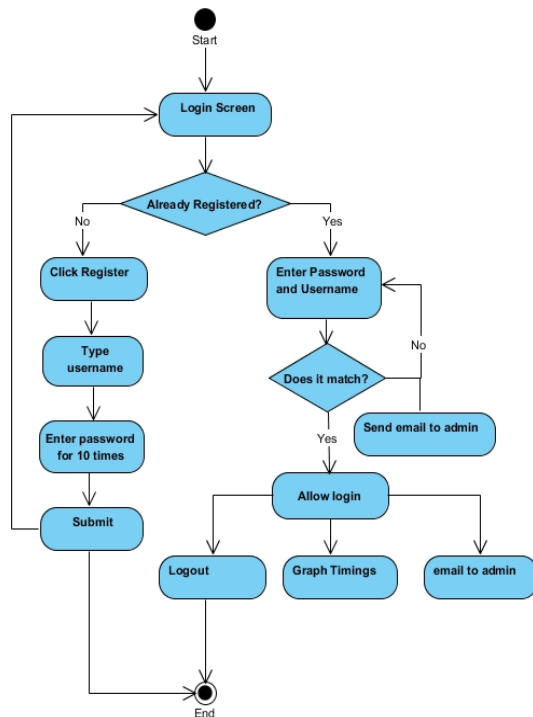 Start
Login Screen
Already Registered?
No
Yes
Click Register
Enter Password
and Username
Type
username
No
Does it match?
Enter password
for 10 times
Send email to admin
Yes
Submit
Allow login
Logout
Graph Timings
email to admin
End